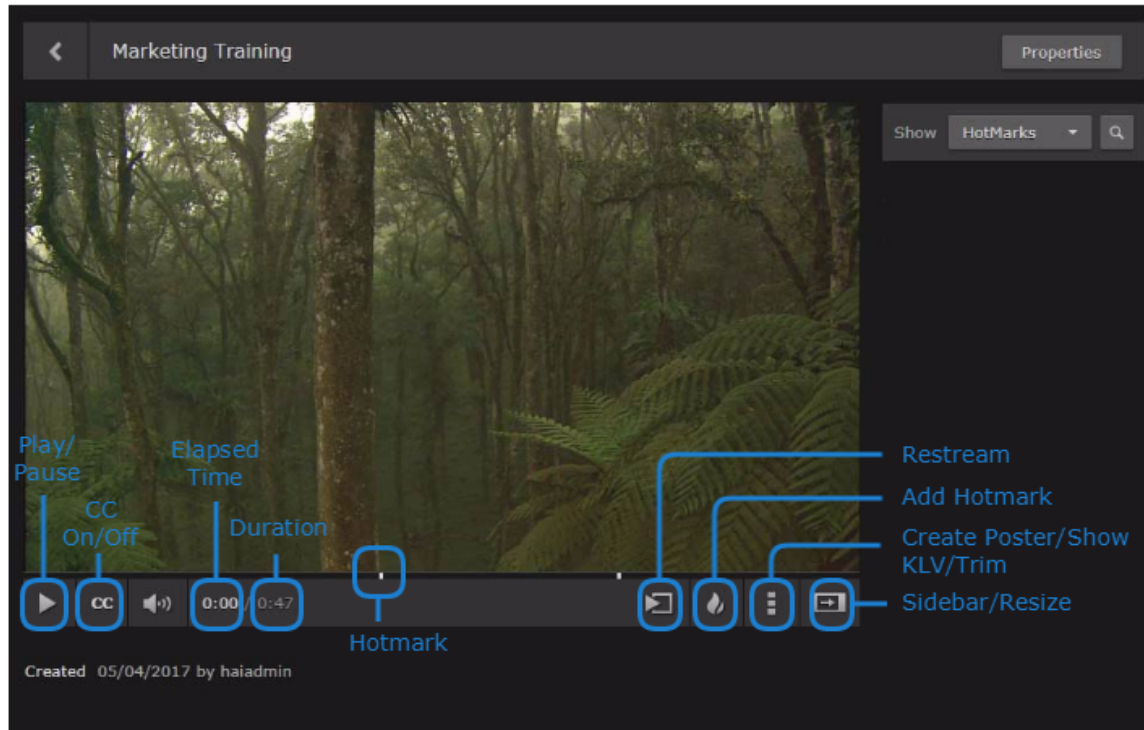 Marketing Training
Properties
Show HotMarks
Play/
Pause
Elapsed
Time
CC
On/Off
Duration
Restream
Add Hotmark
Create Poster/Show
KLV/Trim
Sidebar/Resize
CC
0:00 / 0:47
Hotmark
Created 05/04/2017 by haiadmin